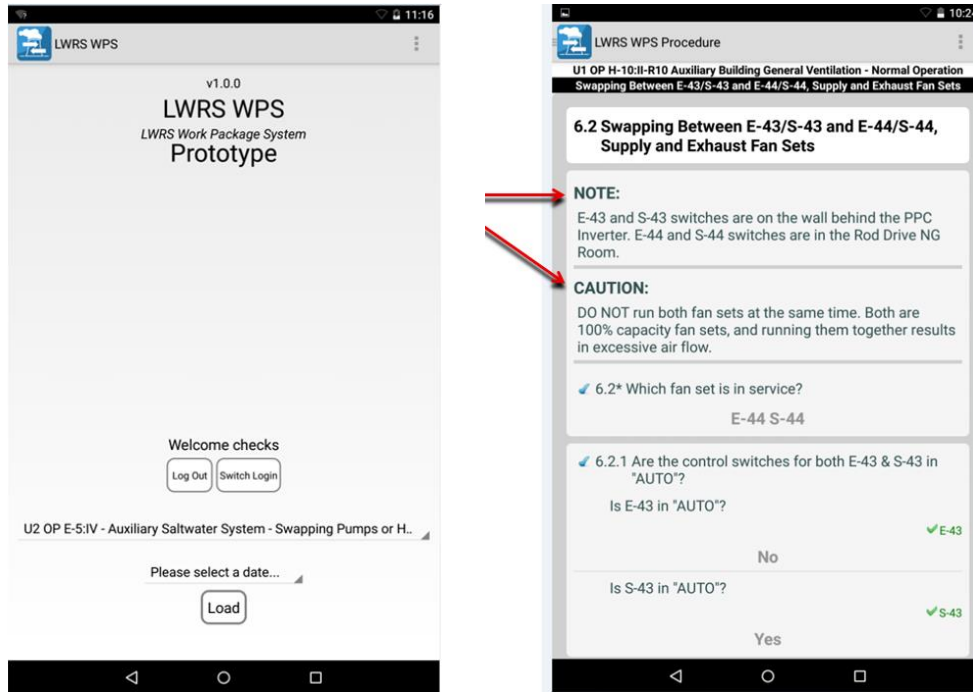 11:16
LWRS WPS
v1.0.0
LWRS WPS
LWRS Work Package System
Prototype
Welcome checks
Log Out
Switch Login
U2 OP E-5:IV - Auxiliary Saltwater System - Swapping Pumps or H..
Please select a date...
Load
10:24
LWRS WPS Procedure
U1 OP H-10:II-R10 Auxiliary Building General Ventilation - Normal Operation
Swapping Between E-43/S-43 and E-44/S-44, Supply and Exhaust Fan Sets
6.2 Swapping Between E-43/S-43 and E-44/S-44,
Supply and Exhaust Fan Sets
NOTE:
E-43 and S-43 switches are on the wall behind the PPC
Inverter. E-44 and S-44 switches are in the Rod Drive NG
Room.
CAUTION:
DO NOT run both fan sets at the same time. Both are
100% capacity fan sets, and running them together results
in excessive air flow.
6.2* Which fan set is in service?
E-44 S-44
6.2.1 Are the control switches for both E-43 & S-43 in
"AUTO"?
Is E-43 in "AUTO"?
E-43
No
Is S-43 in "AUTO"?
S-43
Yes